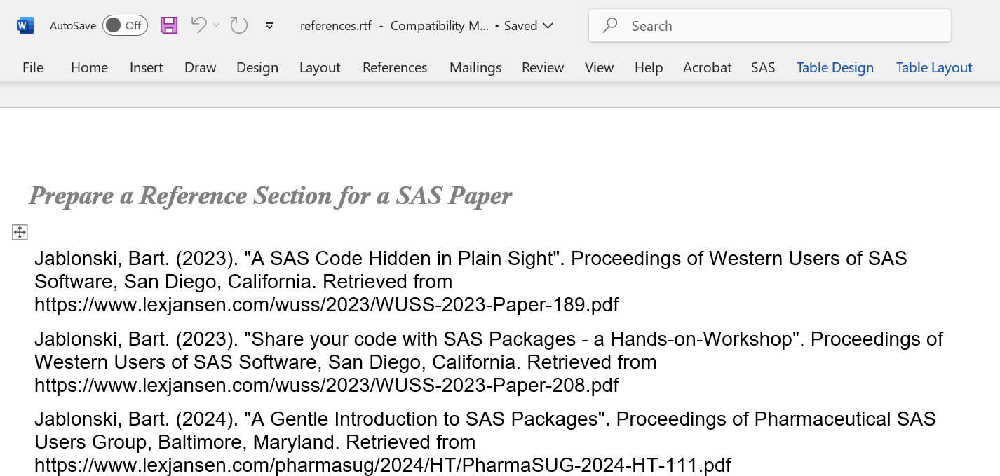 AutoSave Off references.rtf - Compatibility M... • Saved Search
File Home Insert Draw Design Layout References Mailings Review View Help Acrobat SAS Table Design Table Layout
Prepare a Reference Section for a SAS Paper
Jablonski, Bart. (2023). "A SAS Code Hidden in Plain Sight". Proceedings of Western Users of SAS
Software, San Diego, California. Retrieved from
https://www.lexjansen.com/wuss/2023/WUSS-2023-Paper-189.pdf
Jablonski, Bart. (2023). "Share your code with SAS Packages - a Hands-on-Workshop". Proceedings of
Western Users of SAS Software, San Diego, California. Retrieved from
https://www.lexjansen.com/wuss/2023/WUSS-2023-Paper-208.pdf
Jablonski, Bart. (2024). "A Gentle Introduction to SAS Packages". Proceedings of Pharmaceutical SAS
Users Group, Baltimore, Maryland. Retrieved from
https://www.lexjansen.com/pharmasug/2024/HT/PharmaSUG-2024-HT-111.pdf